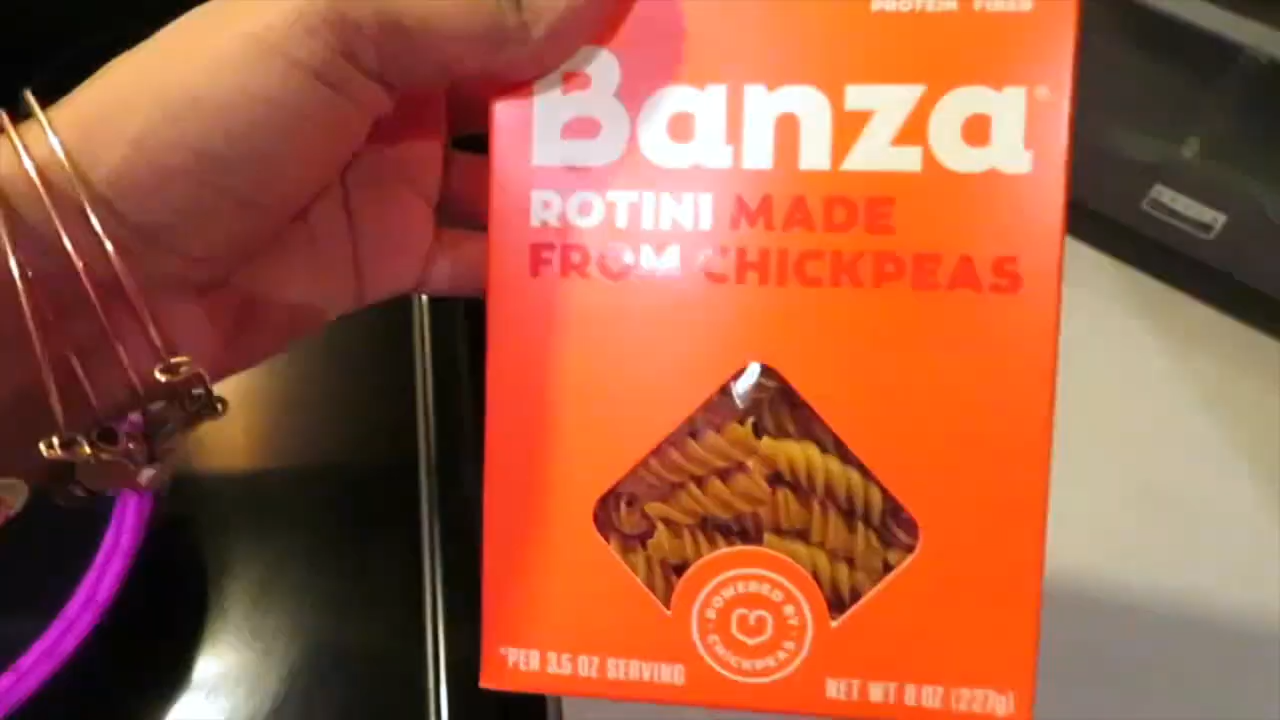 PROTEIN FIBER
Banza®
ROTINI MADE
FROM CHICKPEAS
POWERED BY
CHICKPEAS
*PER 3.5 OZ SERVING
NET WT 8 OZ (227g)